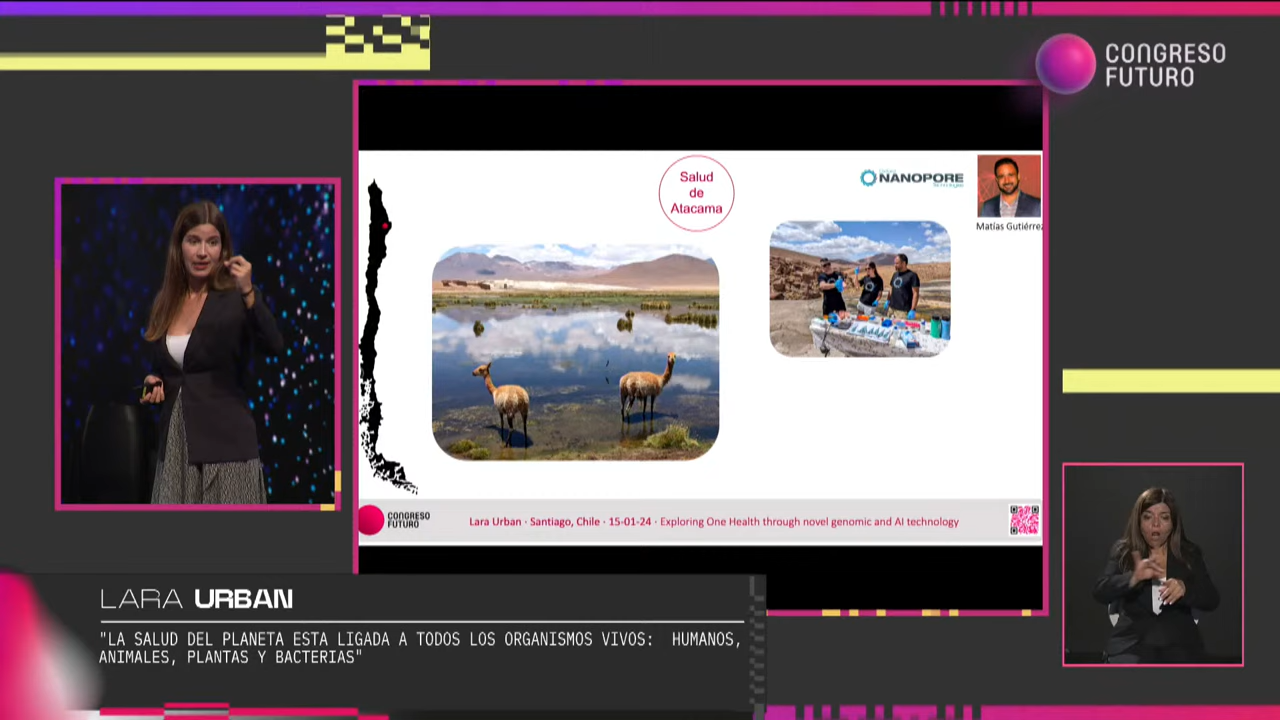 CONGRESO
FUTURO
Salud
de
Atacama
NANOPORE
Matías Gutiérrez
CONGRESO
FUTURO
Lara Urban · Santiago, Chile · 15-01-24 · Exploring One Health through novel genomic and AI technology
LARA URBAN
"LA SALUD DEL PLANETA ESTA LIGADA A TODOS LOS ORGANISMOS VIVOS: HUMANOS,
ANIMALES, PLANTAS Y BACTERIAS"